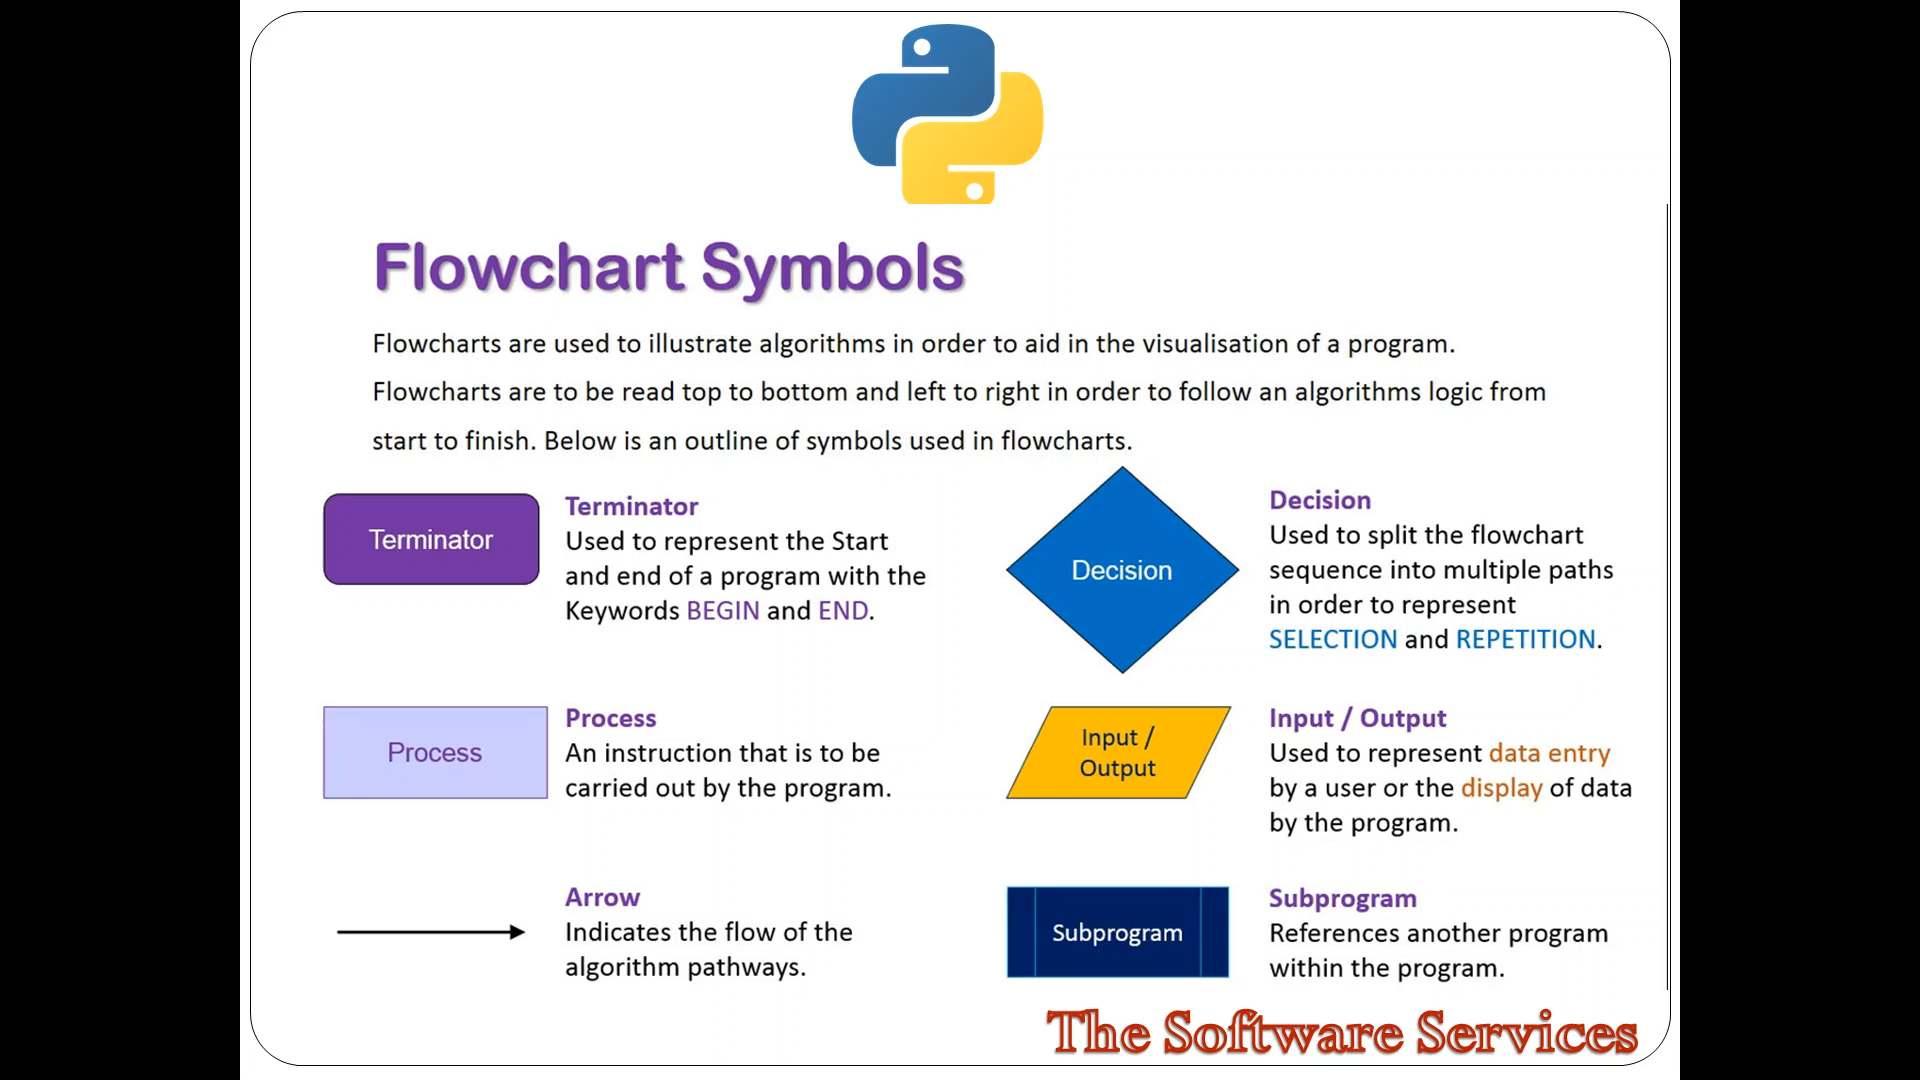 Flowchart Symbols
Flowcharts are used to illustrate algorithms in order to aid in the visualisation of a program.
Flowcharts are to be read top to bottom and left to right in order to follow an algorithms logic from
start to finish. Below is an outline of symbols used in flowcharts.
Terminator
Terminator
Used to represent the Start
and end of a program with the
Keywords BEGIN and END.
Decision
Decision
Used to split the flowchart
sequence into multiple paths
in order to represent
SELECTION and REPETITION.
Process
Process
An instruction that is to be
carried out by the program.
Input /
Output
Input / Output
Used to represent data entry
by a user or the display of data
by the program.
Arrow
Indicates the flow of the
algorithm pathways.
Subprogram
Subprogram
References another program
within the program.
The Software Services